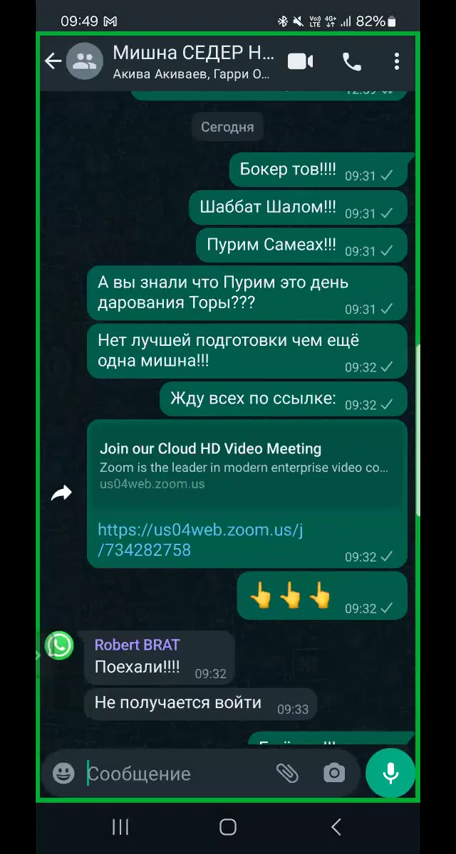 09:49
82%
Мишна СЕДЕР Н...
Акива Акиваев, Гарри О...
Сегодня
Бокер тов!!!! 09:31
Шаббат Шалом!!! 09:31
Пурим Самеах!!! 09:31
А вы знали что Пурим это день
дарования Торы??? 09:31
Нет лучшей подготовки чем ещё
одна мишна!!! 09:32
Жду всех по ссылке: 09:32
Join our Cloud HD Video Meeting
Zoom is the leader in modern enterprise video co...
us04web.zoom.us
https://us04web.zoom.us/j
/734282758 09:32
09:32
Robert BRAT
Поехали!!!! 09:32
Не получается войти 09:33
Сообщение